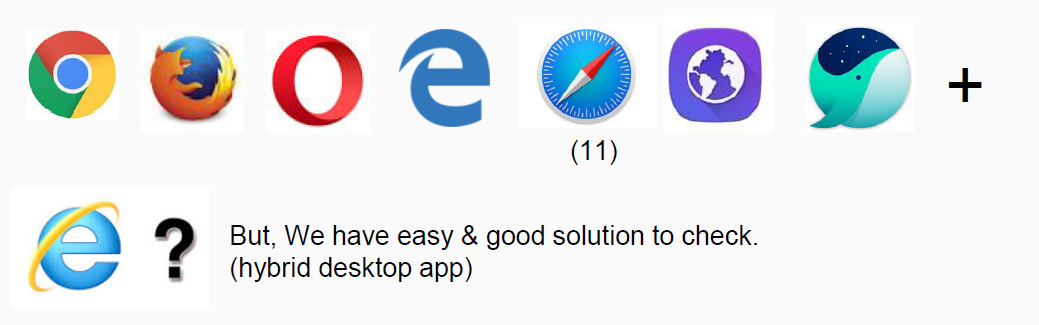 +
(11)
?
But, We have easy & good solution to check.
(hybrid desktop app)